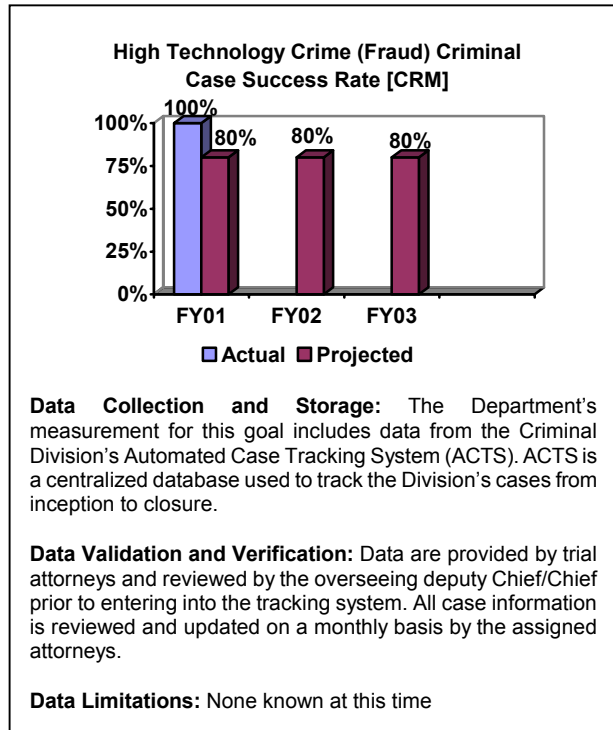 High Technology Crime (Fraud) Criminal
Case Success Rate [CRM]
100%
80%
80%
80%
100%
75%
50%
25%
0%
FY01
FY02
FY03
Actual
Projected
Data Collection and Storage: The Department's
measurement for this goal includes data from the Criminal
Division's Automated Case Tracking System (ACTS). ACTS is
a centralized database used to track the Division's cases from
inception to closure.
Data Validation and Verification: Data are provided by trial
attorneys and reviewed by the overseeing deputy Chief/Chief
prior to entering into the tracking system. All case information
is reviewed and updated on a monthly basis by the assigned
attorneys.
Data Limitations: None known at this time